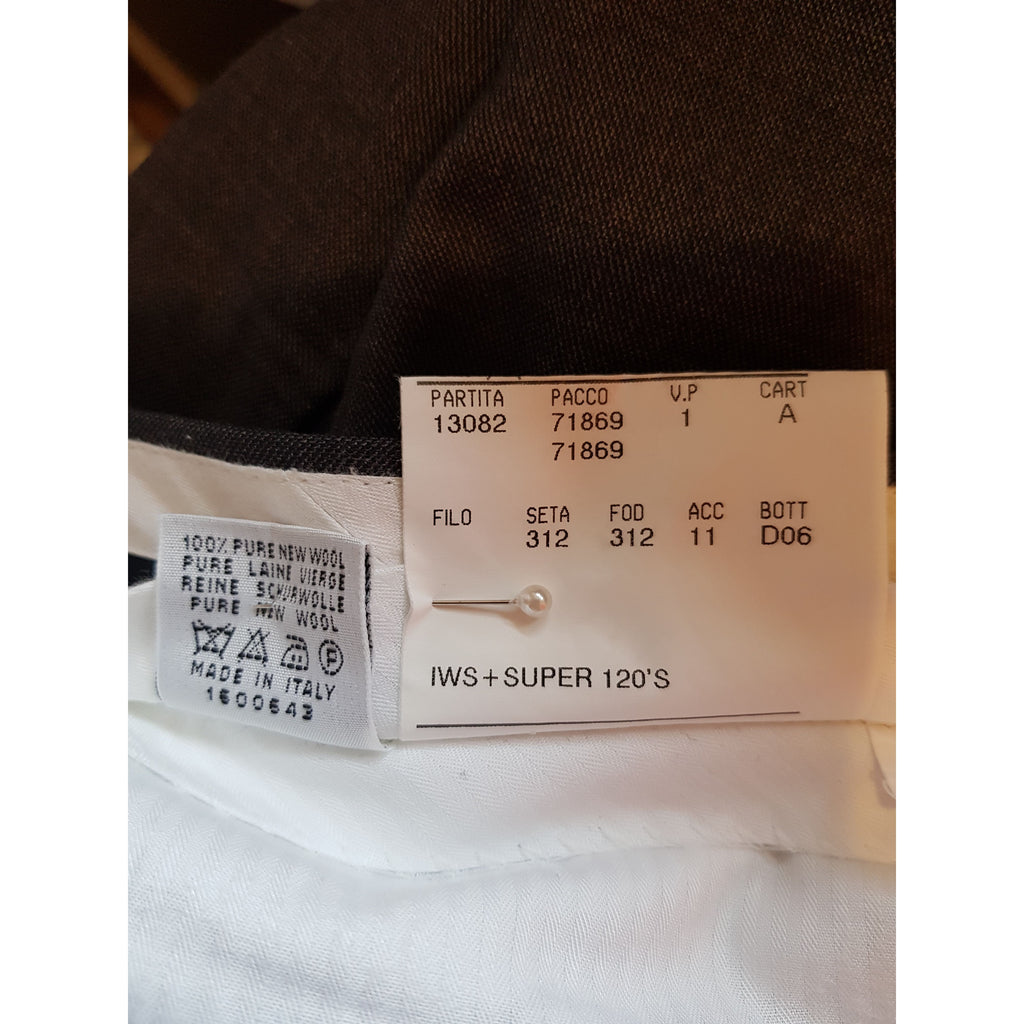 PARTITA PACCO V.P CART
13082 71869 1 A
71869
FILO SETA FOD ACC BOTT
312 312 11 D06
IWS+SUPER 120'S
100% PURE NEW WOOL
PURE LAINE VIERGE
REINE SCHURWOLLE
PURE NEW WOOL
P
MADE IN ITALY
1600643